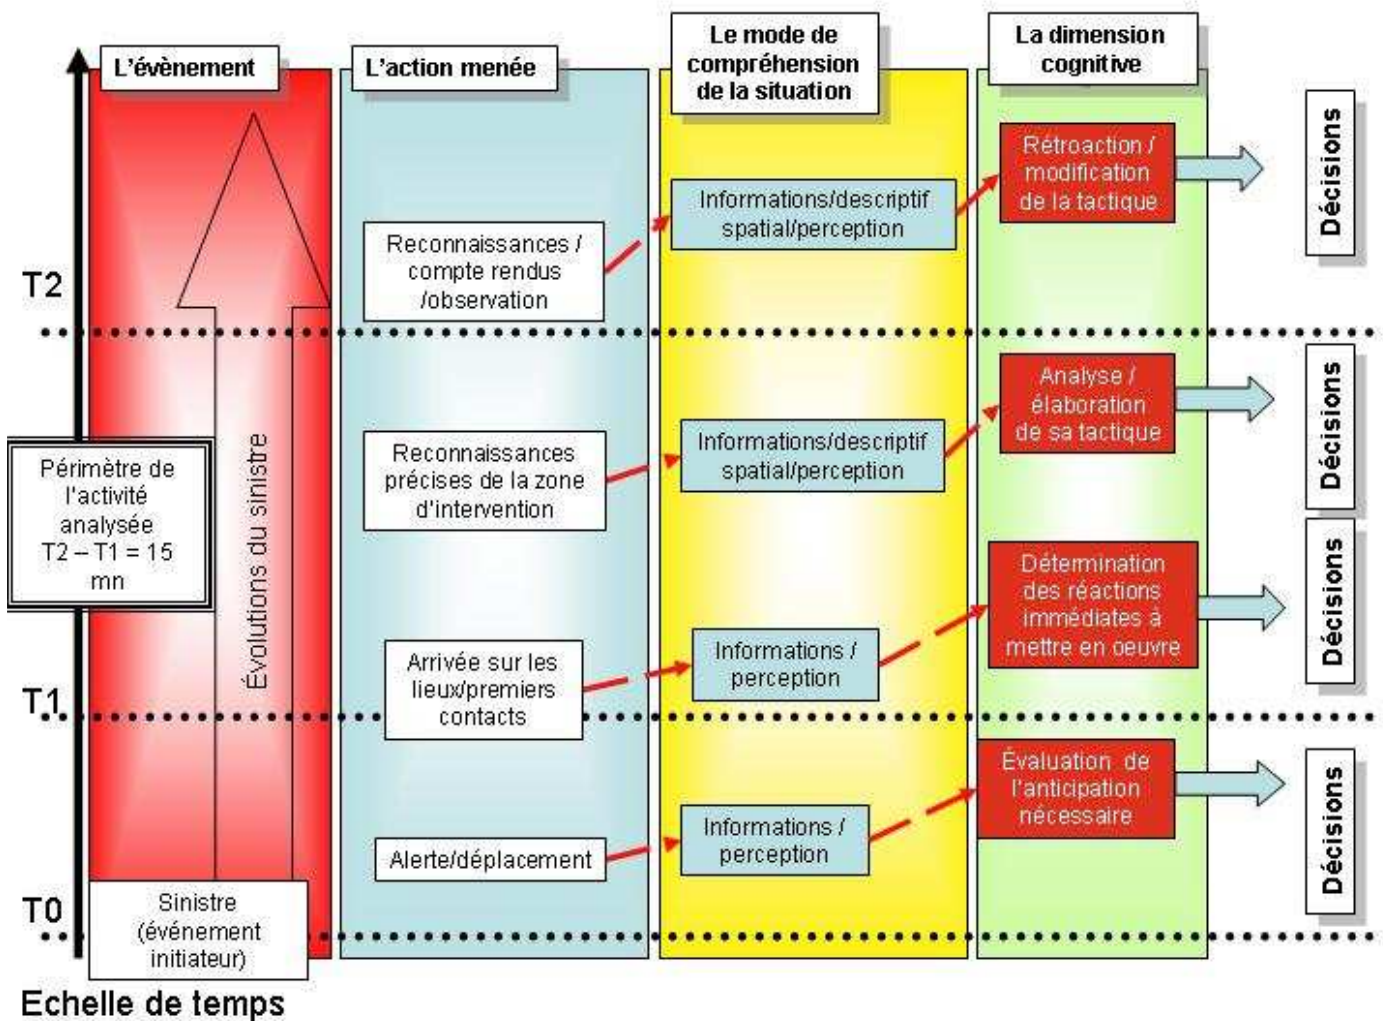 L'évènement
L'action menée
Le mode de
compréhension
de la situation
La dimension
cognitive
T2
Reconnaissances /
compte rendus
/observation
Informations/descriptif
spatial/perception
Rétroaction /
modification
de la tactique
Décisions
Périmètre de
l'activité
analysée
T2 – T1 = 15
mn
Évolutions du sinistre
Reconnaissances
précises de la zone
d'intervention
Informations/descriptif
spatial/perception
Analyse /
élaboration
de sa tactique
Décisions
T1
Arrivée sur les
lieux/premiers
contacts
Informations /
perception
Détermination
des réactions
immédiates à
mettre en oeuvre
Décisions
Alerte/déplacement
Informations /
perception
Évaluation de
l'anticipation
nécessaire
Décisions
T0
Sinistre
(événement
initiateur)
Echelle de temps